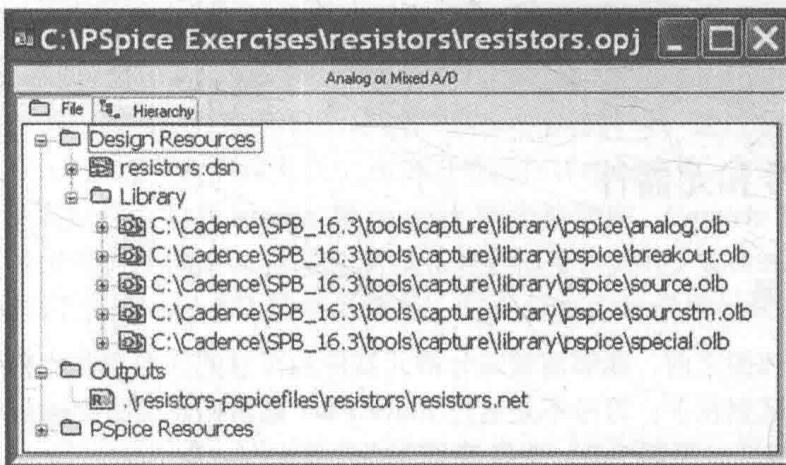 C:\PSpice Exercises\resistors\resistors.opj
Analog or Mixed A/D
File Hierarchy
Design Resources
resistors.dsn
Library
C:\Cadence\SPB_16.3\tools\capture\library\pspice\analog.olb
C:\Cadence\SPB_16.3\tools\capture\library\pspice\breakout.olb
C:\Cadence\SPB_16.3\tools\capture\library\pspice\source.olb
C:\Cadence\SPB_16.3\tools\capture\library\pspice\sourcstm.olb
C:\Cadence\SPB_16.3\tools\capture\library\pspice\special.olb
Outputs
.\resistors-pspicefiles\resistors\resistors.net
PSpice Resources